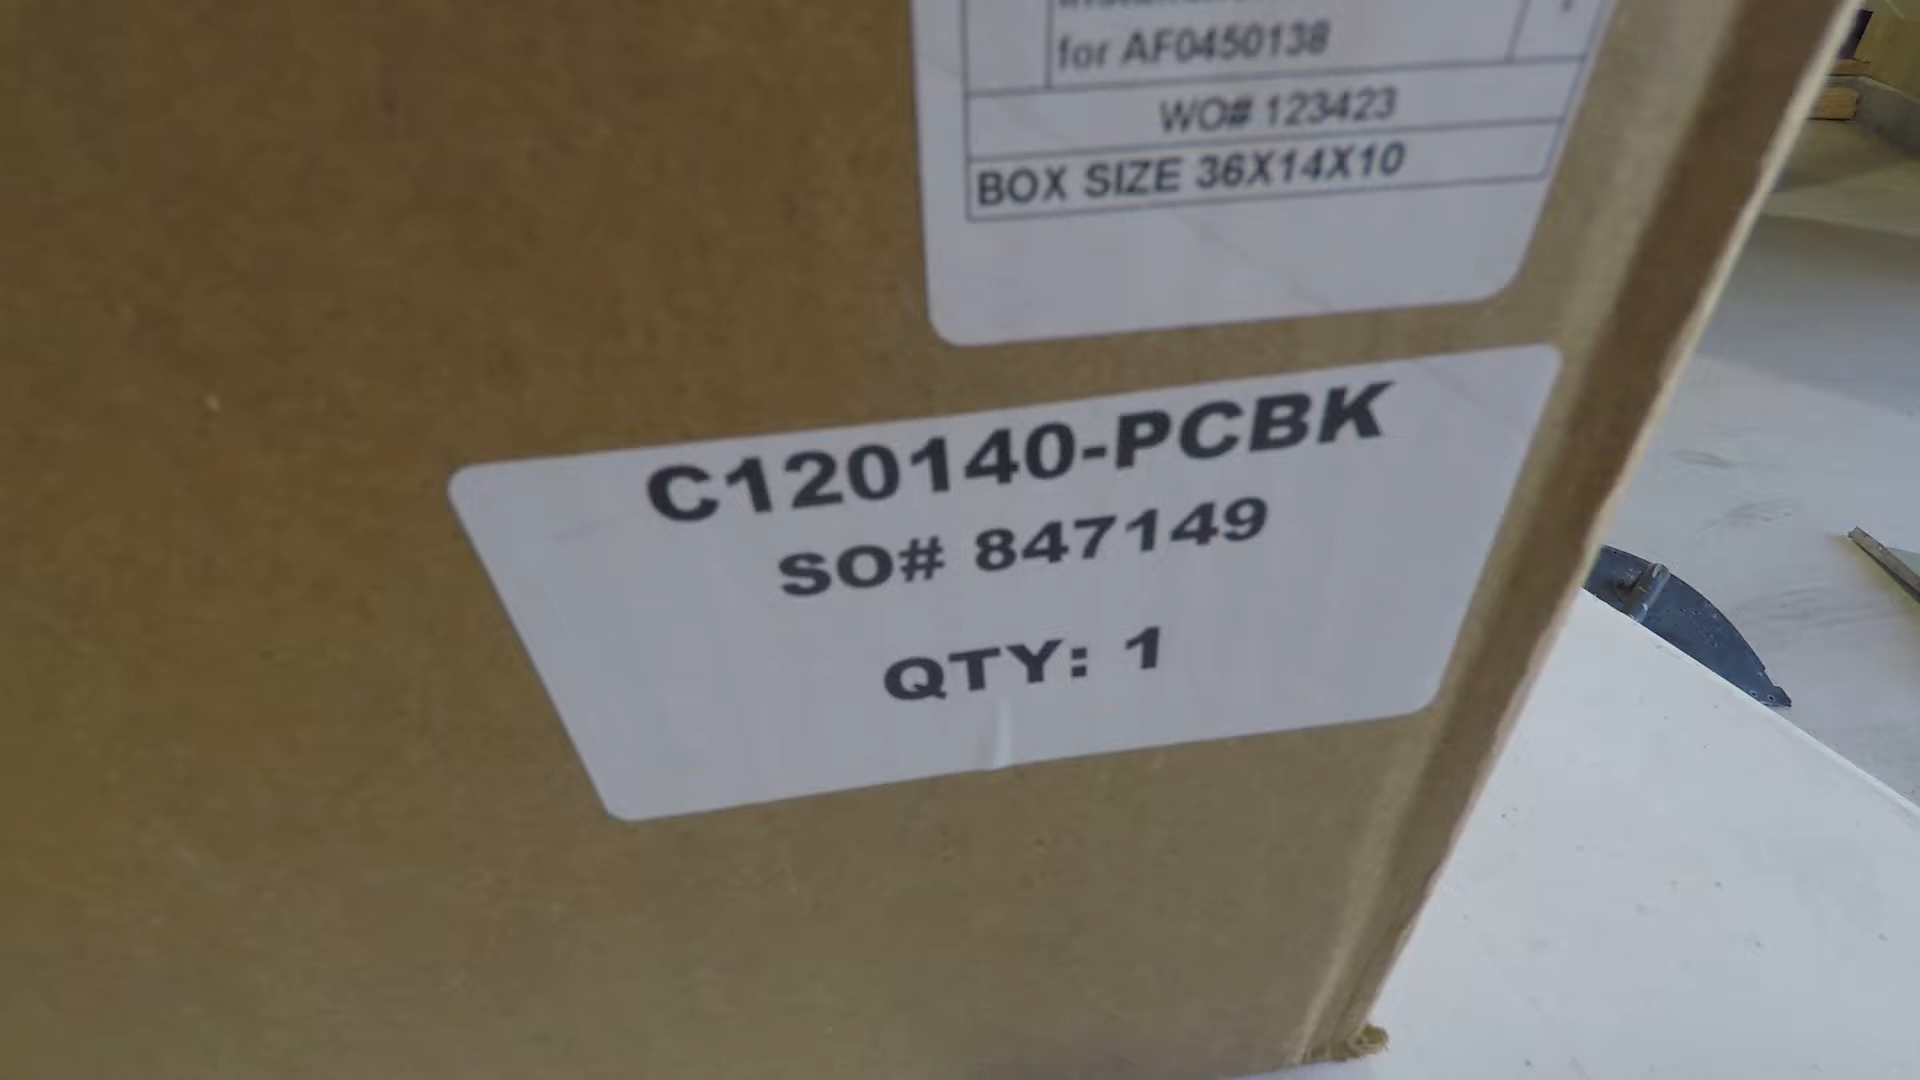 for AF0450138
WO# 123423
BOX SIZE 36X14X10
C120140-PCBK
SO# 847149
QTY: 1